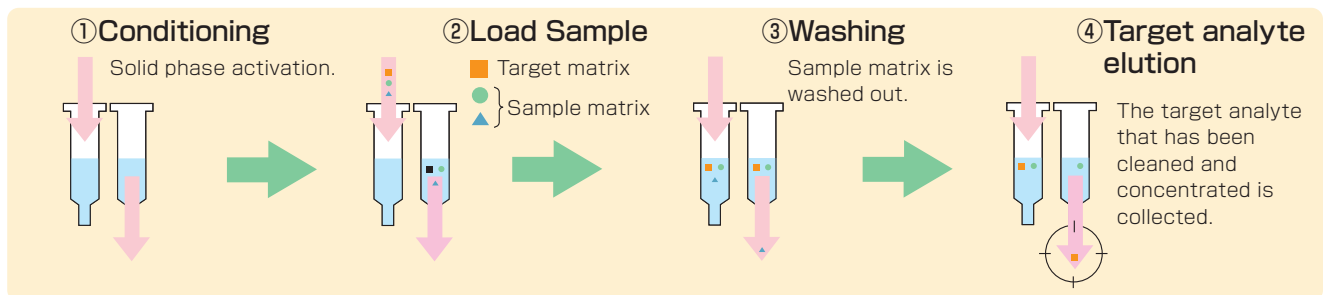 ①Conditioning
Solid phase activation.
②Load Sample
Target matrix
Sample matrix
③Washing
Sample matrix is
washed out.
④Target analyte
elution
The target analyte
that has been
cleaned and
concentrated is
collected.